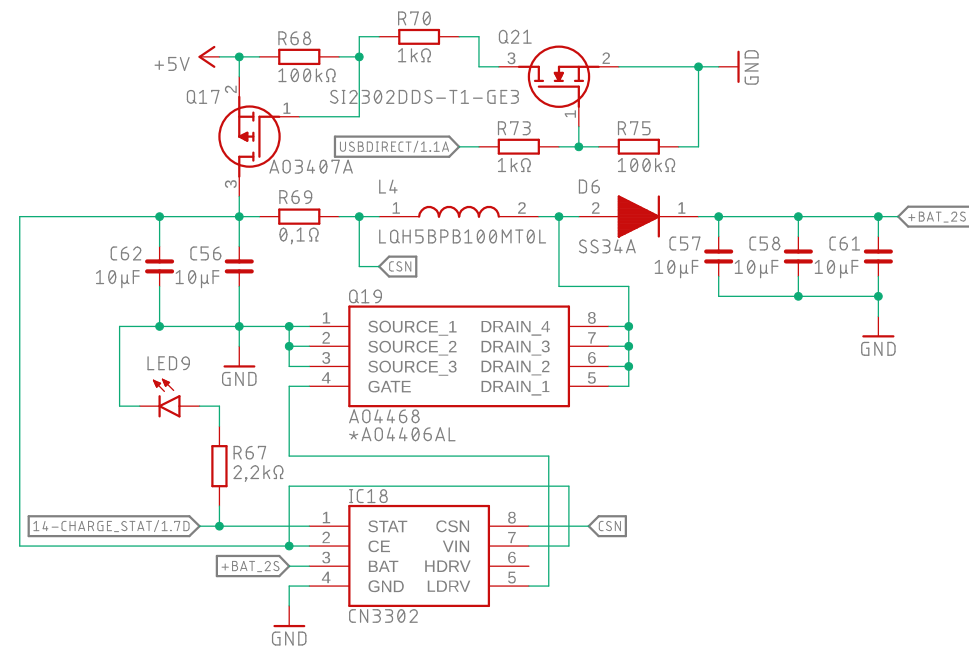 R70
1kΩ
Q21
R68
100kΩ
+5V
3
2
GND
SI2302DDS-T1-GE3
1
Q17
2
1
AO3407A
3
USBDIRECT/1.1A
R73
1kΩ
R75
100kΩ
R69
0,1Ω
L4
1
2
LQH5BPB100MT0L
D6
2
1
SS34A
+BAT_2S
CSN
C62
10µF
C56
10µF
C57
10µF
C58
10µF
C61
10µF
GND
GND
Q19
1 SOURCE_1 DRAIN_4 8
2 SOURCE_2 DRAIN_3 7
3 SOURCE_3 DRAIN_2 6
4 GATE DRAIN_1 5
AO4468
*AO4406AL
LED9
R67
2,2kΩ
14-CHARGE_STAT/1.7D
+BAT_2S
IC18
1 STAT CSN 8
2 CE VIN 7
3 BAT HDRV 6
4 GND LDRV 5
CN3302
CSN
GND